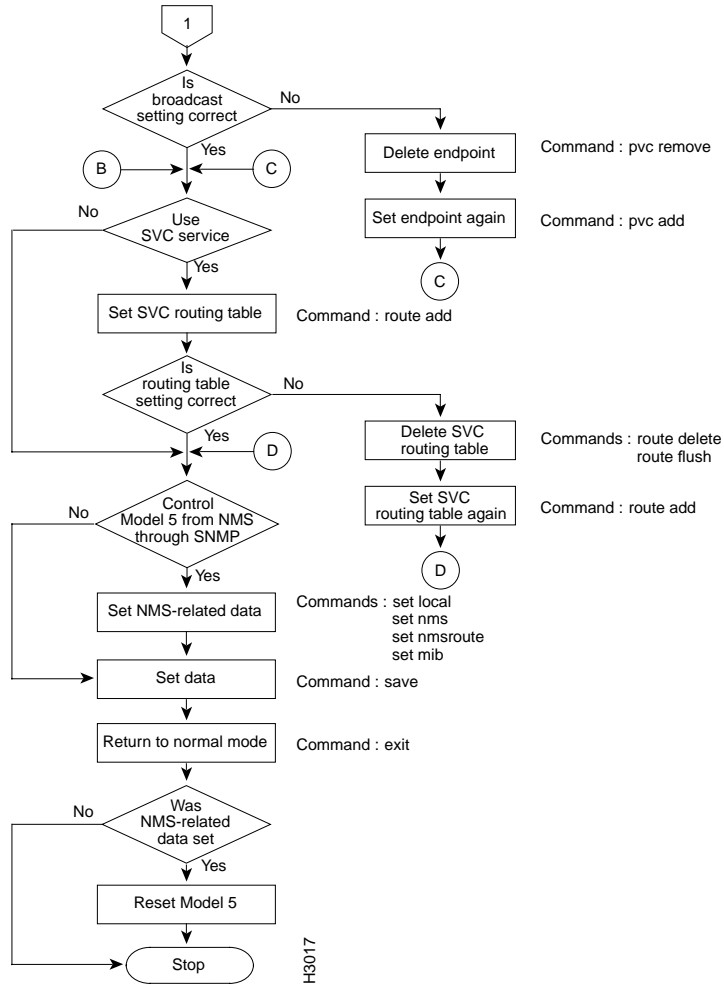 1
Is
broadcast
setting correct
No
Yes
Delete endpoint
Command : pvc remove
B
C
Set endpoint again
Command : pvc add
C
No
Use
SVC service
Yes
Set SVC routing table
Command : route add
Is
routing table
setting correct
No
Yes
D
Delete SVC
routing table
Commands : route delete
route flush
Set SVC
routing table again
Command : route add
D
No
Control
Model 5 from NMS
through SNMP
Yes
Set NMS-related data
Commands : set local
set nms
set nmsroute
set mib
Set data
Command : save
Return to normal mode
Command : exit
No
Was
NMS-related
data set
Yes
Reset Model 5
Stop
H3017